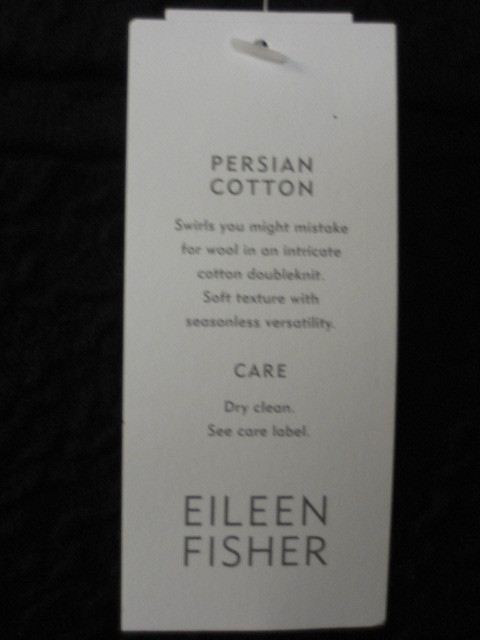 PERSIAN
COTTON
Swirls you might mistake
for wool in an intricate
cotton doubleknit.
Soft texture with
seasonless versatility.
CARE
Dry clean.
See care label.
EILEEN
FISHER